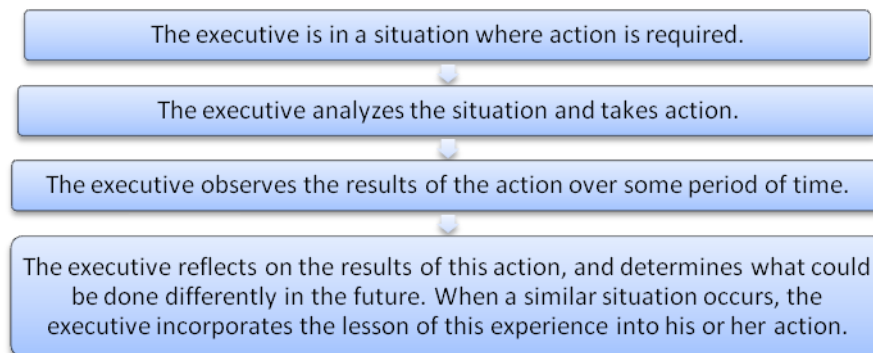 The executive is in a situation where action is required.
The executive analyzes the situation and takes action.
The executive observes the results of the action over some period of time.
The executive reflects on the results of this action, and determines what could
be done differently in the future. When a similar situation occurs, the
executive incorporates the lesson of this experience into his or her action.